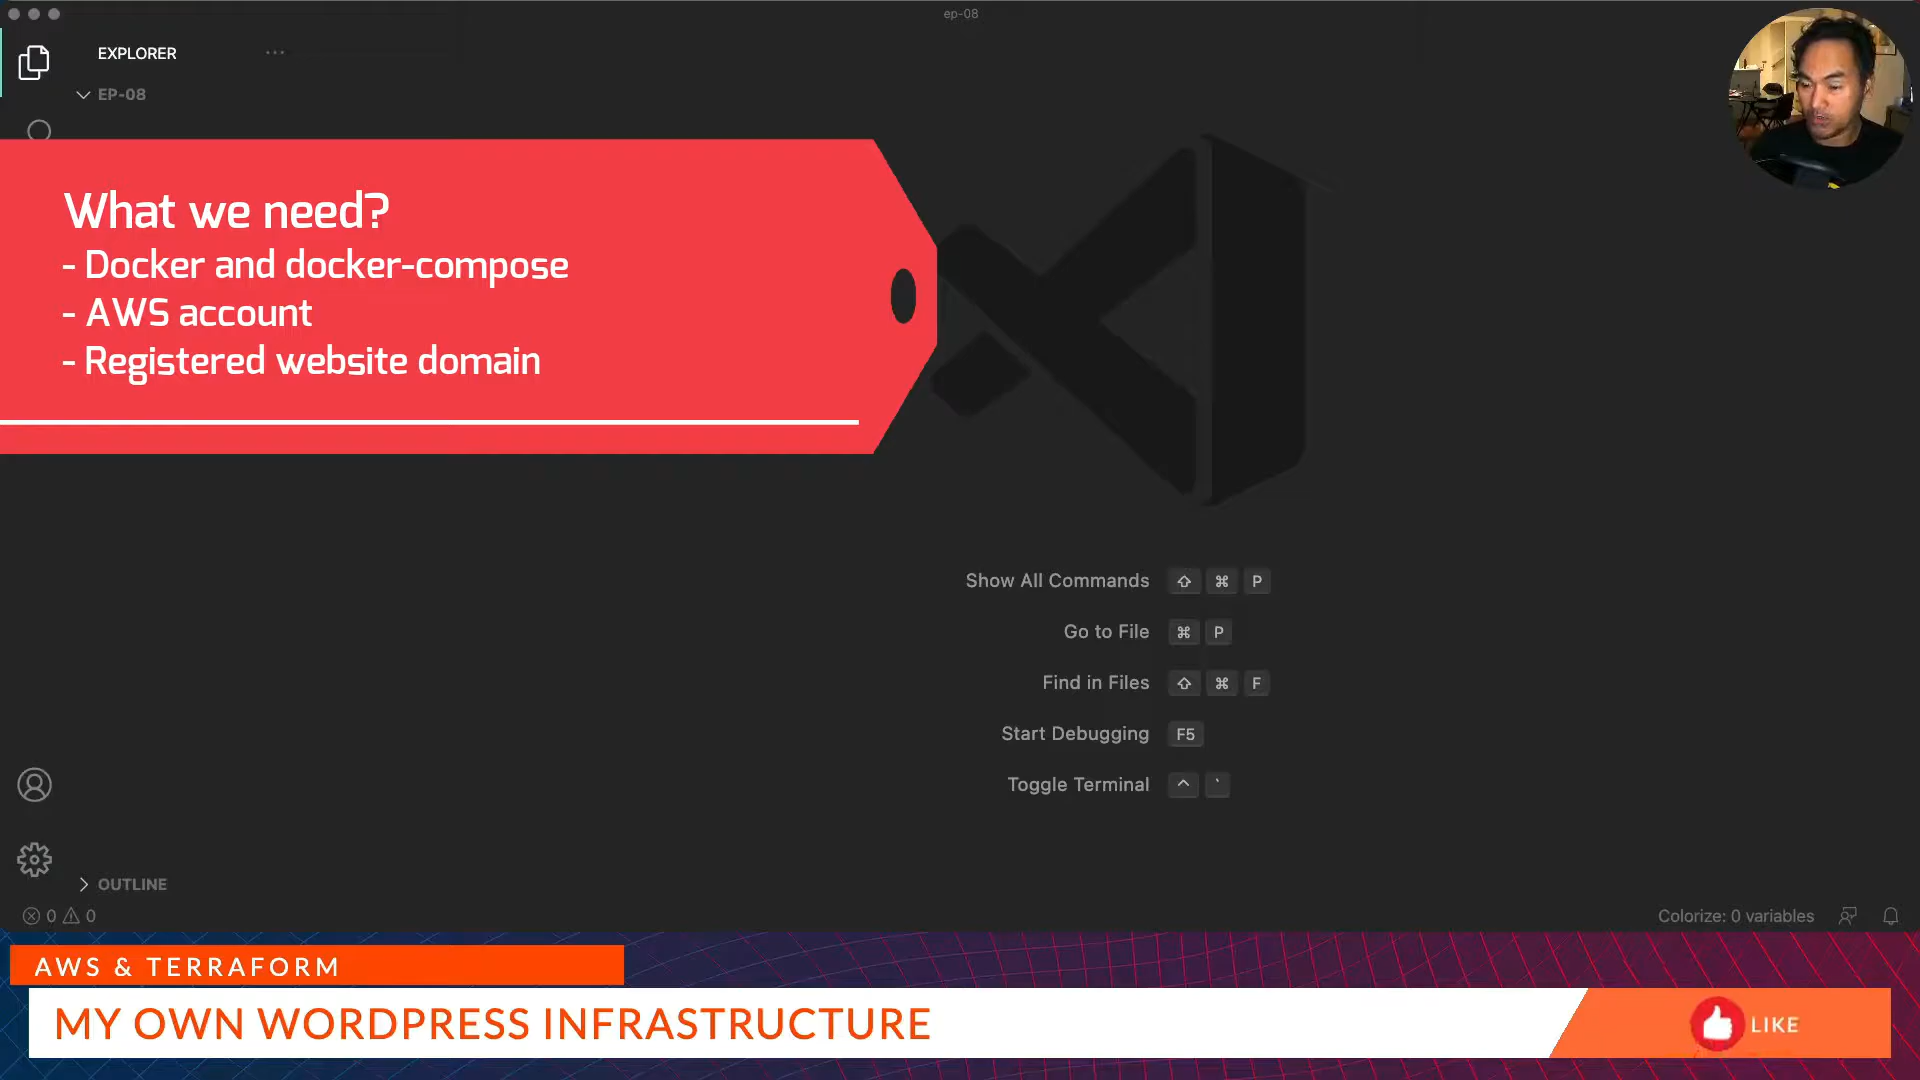 ep-08
EXPLORER
EP-08
What we need?
- Docker and docker-compose
- AWS account
- Registered website domain
Show All Commands ⇧ ⌘ P
Go to File ⌘ P
Find in Files ⇧ ⌘ F
Start Debugging F5
Toggle Terminal ^ `
OUTLINE
0 0
Colorize: 0 variables
AWS & TERRAFORM
MY OWN WORDPRESS INFRASTRUCTURE
LIKE